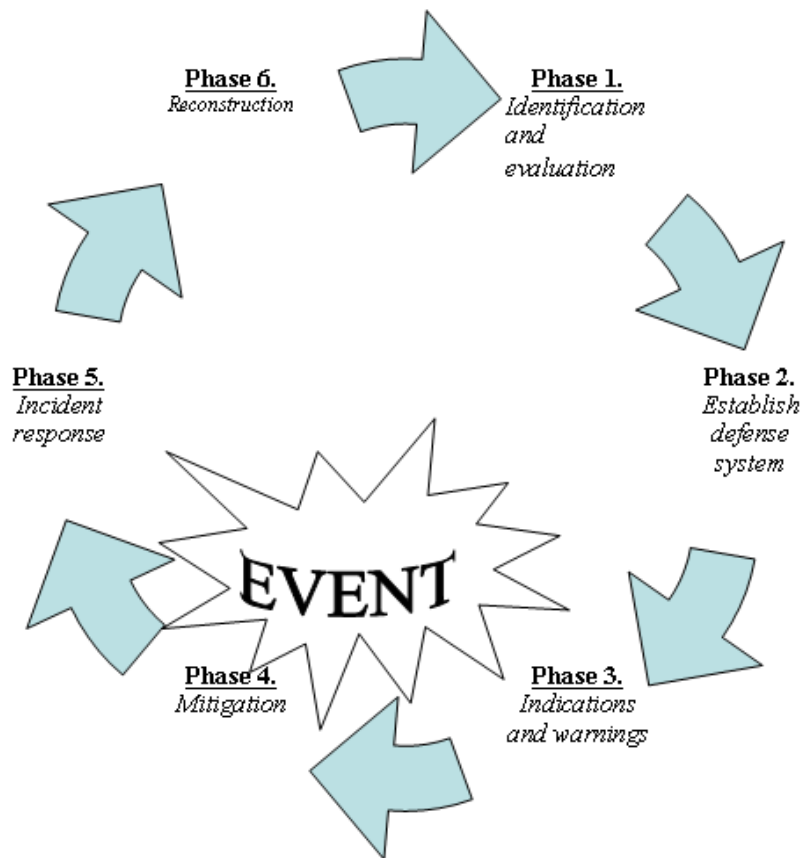 Phase 1.
Identification
and
evaluation
Phase 2.
Establish
defense
system
Phase 3.
Indications
and warnings
Phase 4.
Mitigation
Phase 5.
Incident
response
Phase 6.
Reconstruction
EVENT